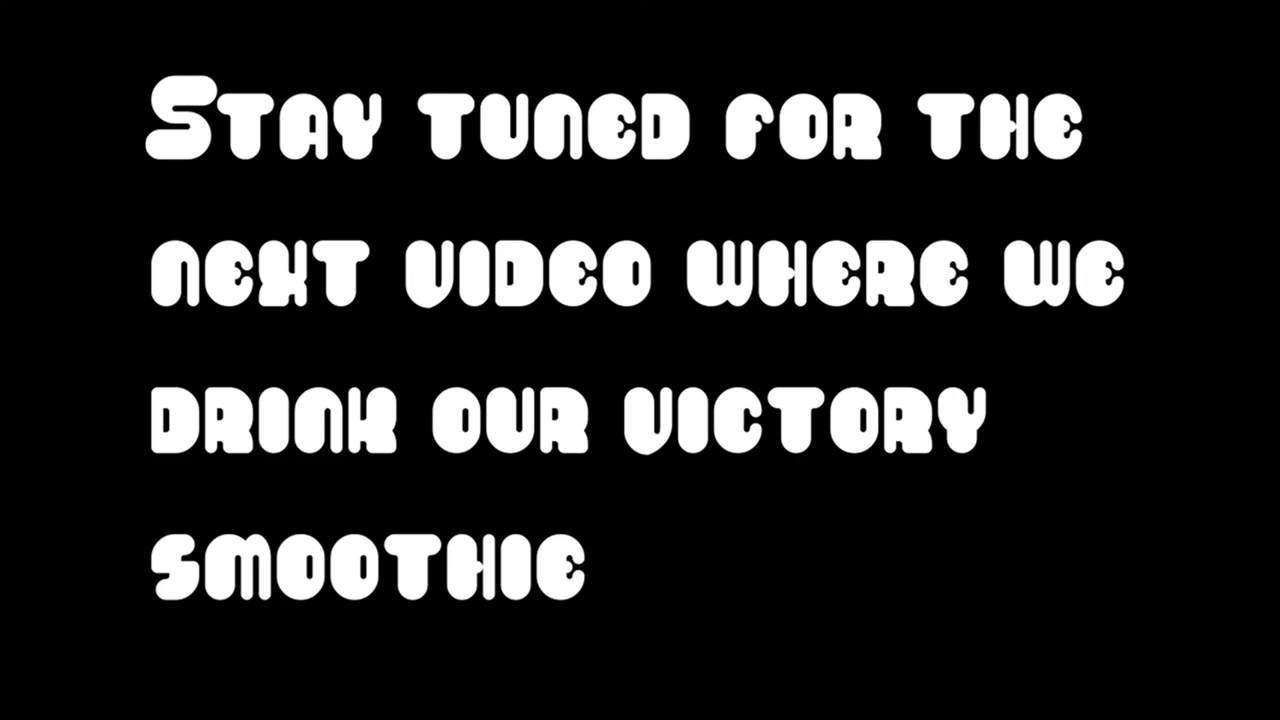 Stay tuned for the
next video where we
drink our victory
smoothie